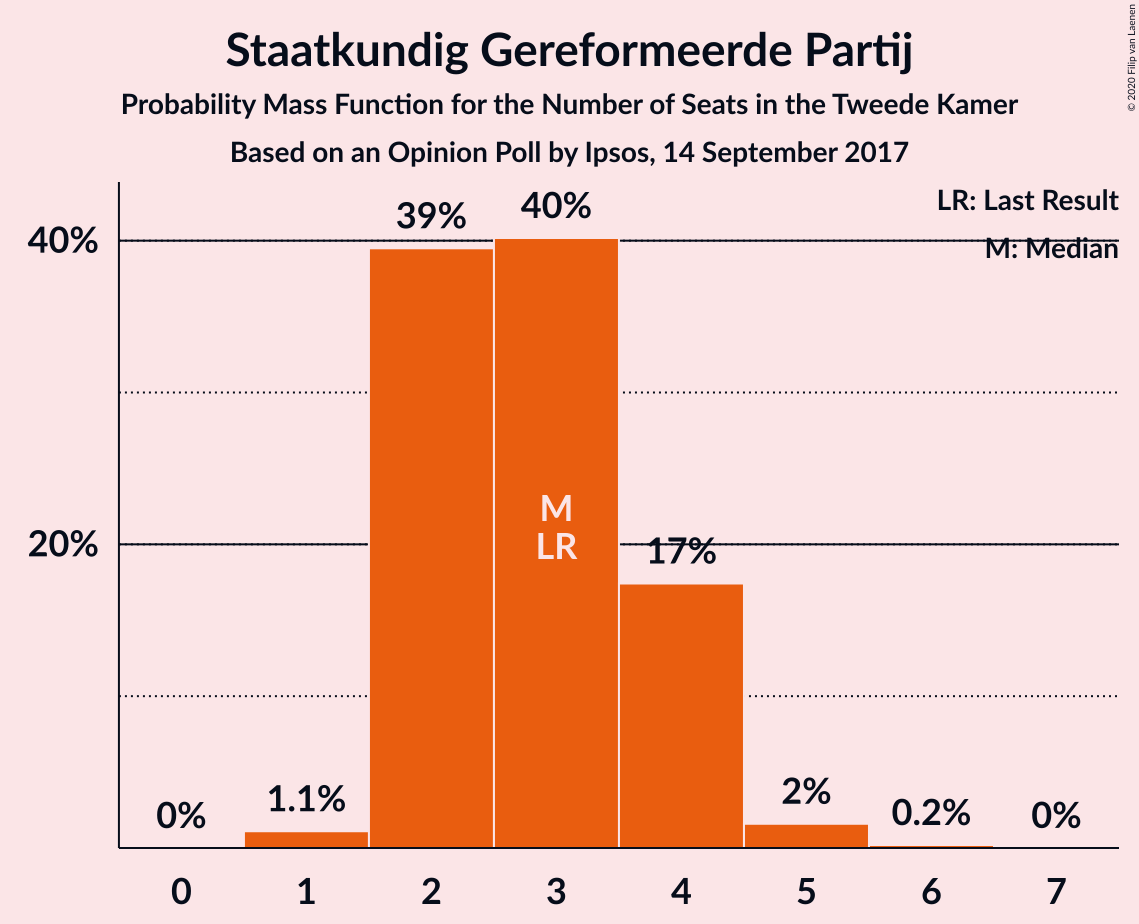 Staatkundig Gereformeerde Partij
Probability Mass Function for the Number of Seats in the Tweede Kamer
Based on an Opinion Poll by Ipsos, 14 September 2017
© 2020 Filip van Laenen
LR: Last Result
M: Median
40%
20%
0%
1.1%
39%
40%
17%
2%
0.2%
0%
M
LR
0 1 2 3 4 5 6 7